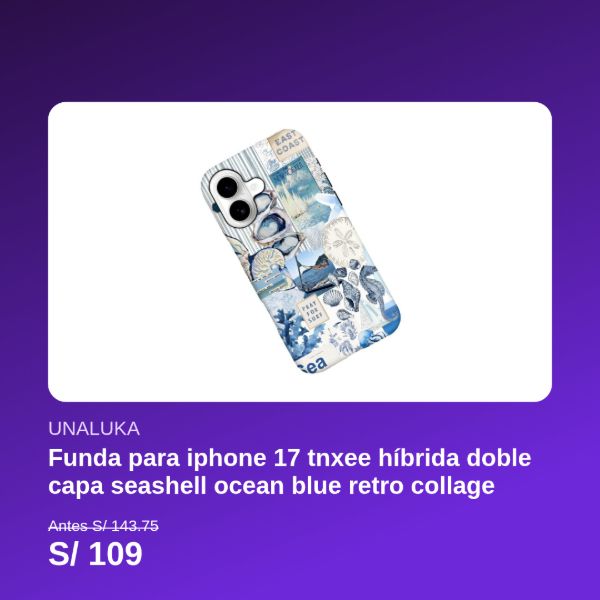 EAST
COAST
PRAY
FOR
SURF
Sea
UNALUKA
Funda para iphone 17 tnxee híbrida doble
capa seashell ocean blue retro collage
Antes S/ 143.75
S/ 109